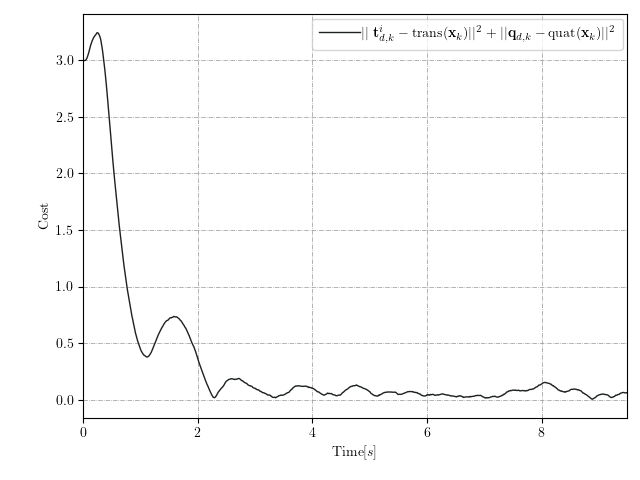 || t^i_{d,k} − trans(x_k)||^2 + ||q_{d,k} − quat(x_k)||^2
3.0
2.5
2.0
1.5
1.0
0.5
0.0
Cost
0 2 4 6 8
Time[s]